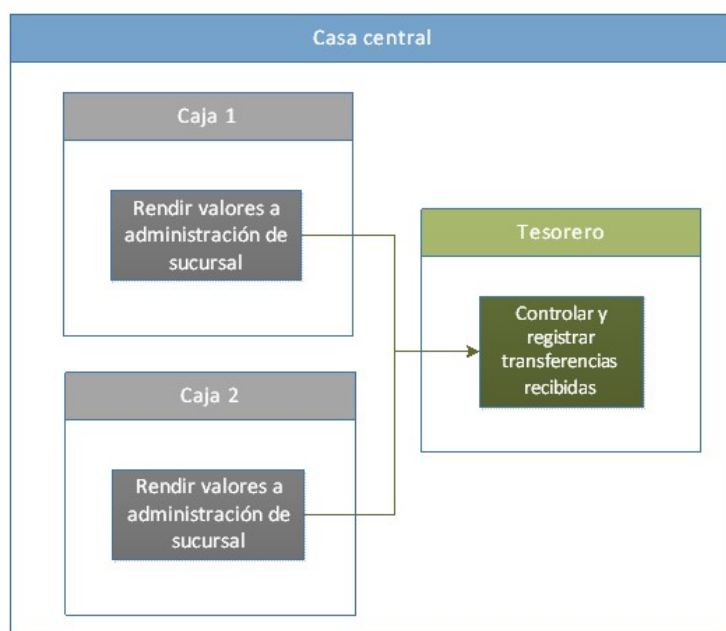 Casa central
Caja 1
Rendir valores a
administración de
sucursal
Tesorero
Controlar y
registrar
transferencias
recibidas
Caja 2
Rendir valores a
administración de
sucursal